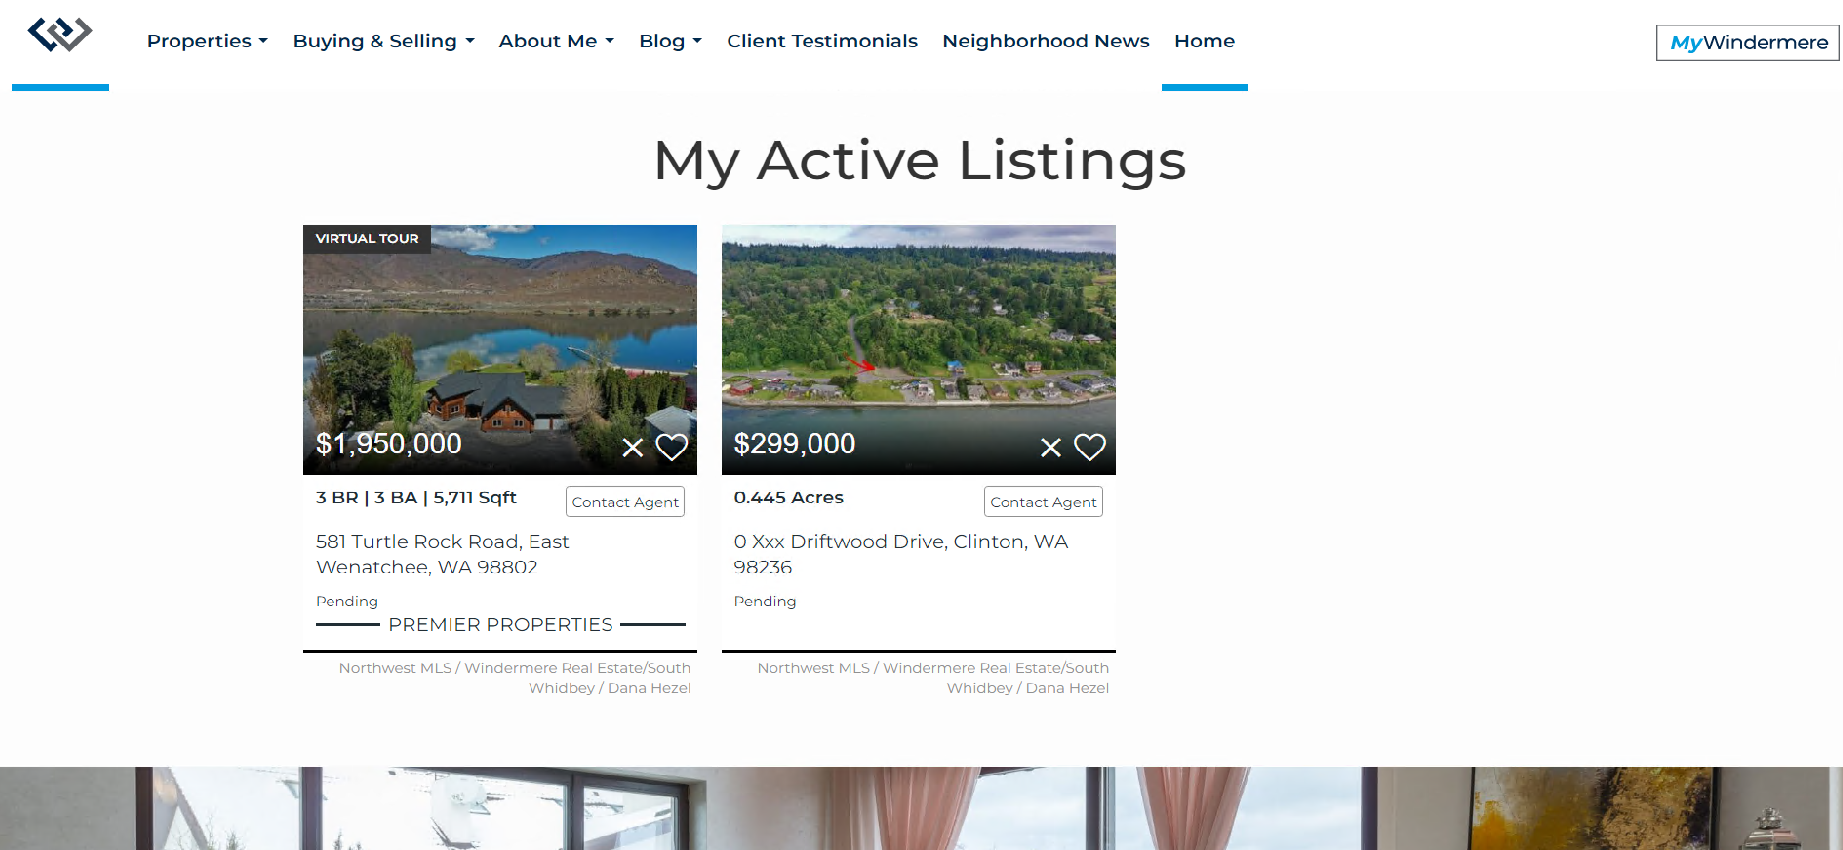 Properties
Buying & Selling
About Me
Blog
Client Testimonials
Neighborhood News
Home
MyWindermere
My Active Listings
VIRTUAL TOUR
$1,950,000
3 BR | 3 BA | 5,711 Sqft
Contact Agent
581 Turtle Rock Road, East
Wenatchee, WA 98802
Pending
PREMIER PROPERTIES
Northwest MLS / Windermere Real Estate/South
Whidbey / Dana Hezel
$299,000
0.445 Acres
Contact Agent
0 Xxx Driftwood Drive, Clinton, WA
98236
Pending
Northwest MLS / Windermere Real Estate/South
Whidbey / Dana Hezel